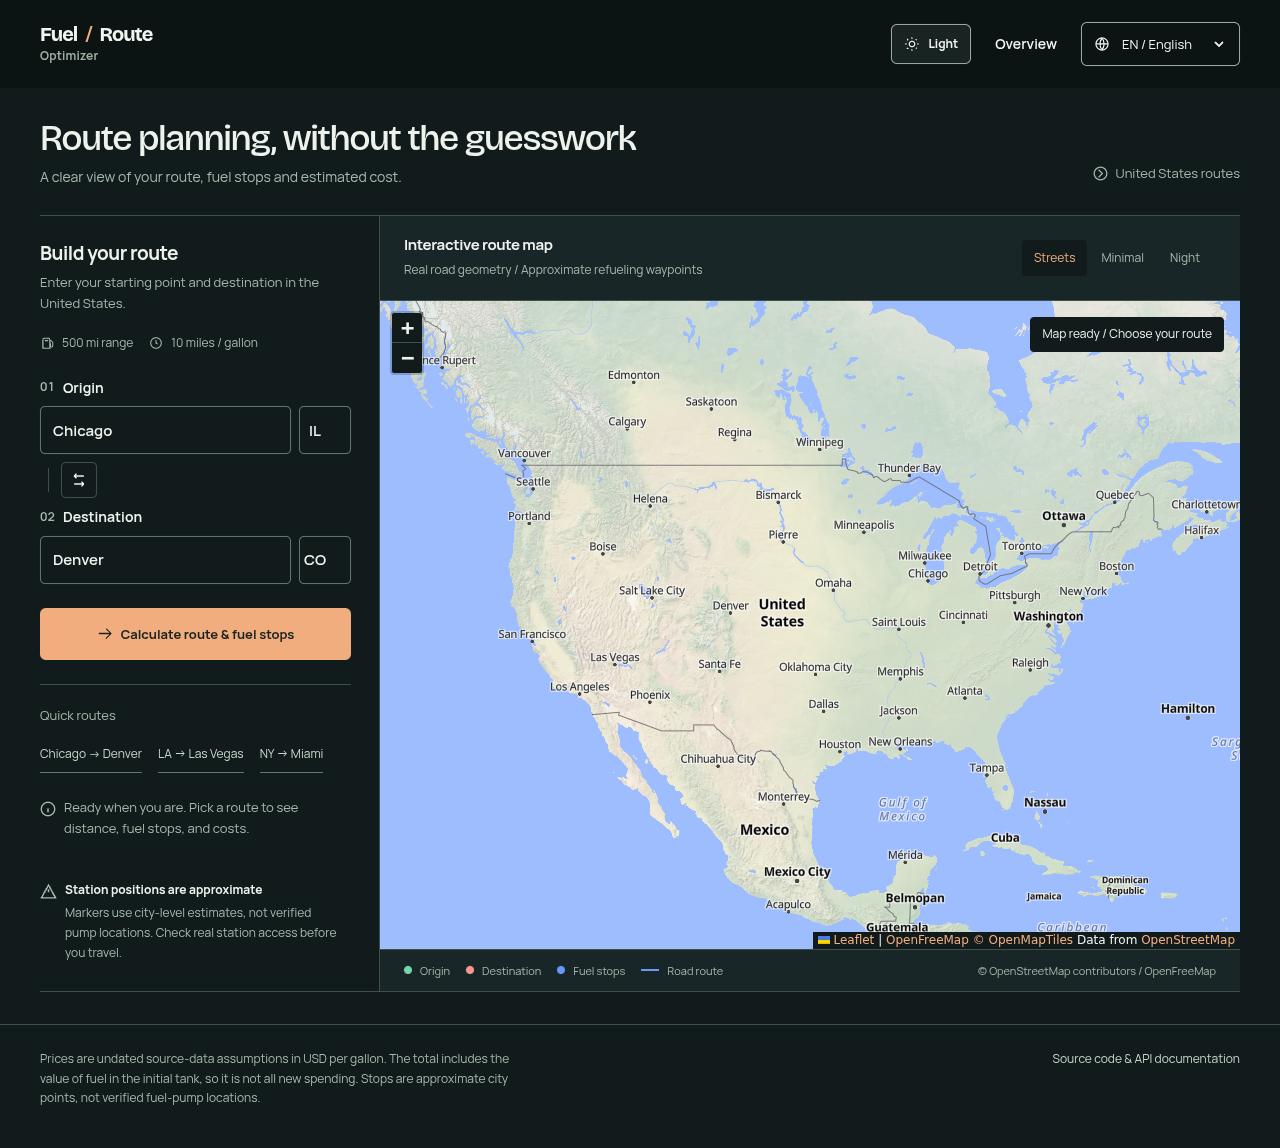 Fuel / Route
Optimizer
Light
Overview
EN / English
Route planning, without the guesswork
A clear view of your route, fuel stops and estimated cost.
United States routes
Build your route
Enter your starting point and destination in the
United States.
500 mi range
10 miles / gallon
01 Origin
Chicago
IL
02 Destination
Denver
CO
Calculate route & fuel stops
Quick routes
Chicago → Denver
LA → Las Vegas
NY → Miami
Ready when you are. Pick a route to see
distance, fuel stops, and costs.
Station positions are approximate
Markers use city-level estimates, not verified
pump locations. Check real station access before
you travel.
Interactive route map
Real road geometry / Approximate refueling waypoints
Streets
Minimal
Night
+
−
Map ready / Choose your route
nce Rupert
Edmonton
Saskatoon
Calgary
Regina
Winnipeg
Vancouver
Thunder Bay
Seattle
Helena
Bismarck
Quebec
Charlottetown
Portland
Minneapolis
Ottawa
Halifax
Pierre
Boise
Toronto
Milwaukee
Chicago
Detroit
Boston
Salt Lake City
Omaha
Pittsburgh
New York
Denver
United
States
Saint Louis
Cincinnati
Washington
San Francisco
Las Vegas
Santa Fe
Oklahoma City
Memphis
Raleigh
Los Angeles
Phoenix
Atlanta
Dallas
Jackson
Hamilton
Houston
New Orleans
Sarg
S
Chihuahua City
Tampa
Monterrey
Gulf of
Mexico
Nassau
Mexico
Cuba
Mérida
Mexico City
Dominican
Republic
Jamaica
Belmopan
Acapulco
Guatemala
Caribbean
Leaflet | OpenFreeMap © OpenMapTiles Data from OpenStreetMap
Origin
Destination
Fuel stops
Road route
© OpenStreetMap contributors / OpenFreeMap
Prices are undated source-data assumptions in USD per gallon. The total includes the
value of fuel in the initial tank, so it is not all new spending. Stops are approximate city
points, not verified fuel-pump locations.
Source code & API documentation